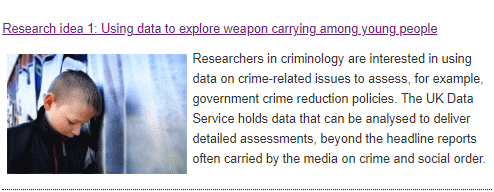 Research idea 1: Using data to explore weapon carrying among young people
Researchers in criminology are interested in using
data on crime-related issues to assess, for example,
government crime reduction policies. The UK Data
Service holds data that can be analysed to deliver
detailed assessments, beyond the headline reports
often carried by the media on crime and social order.